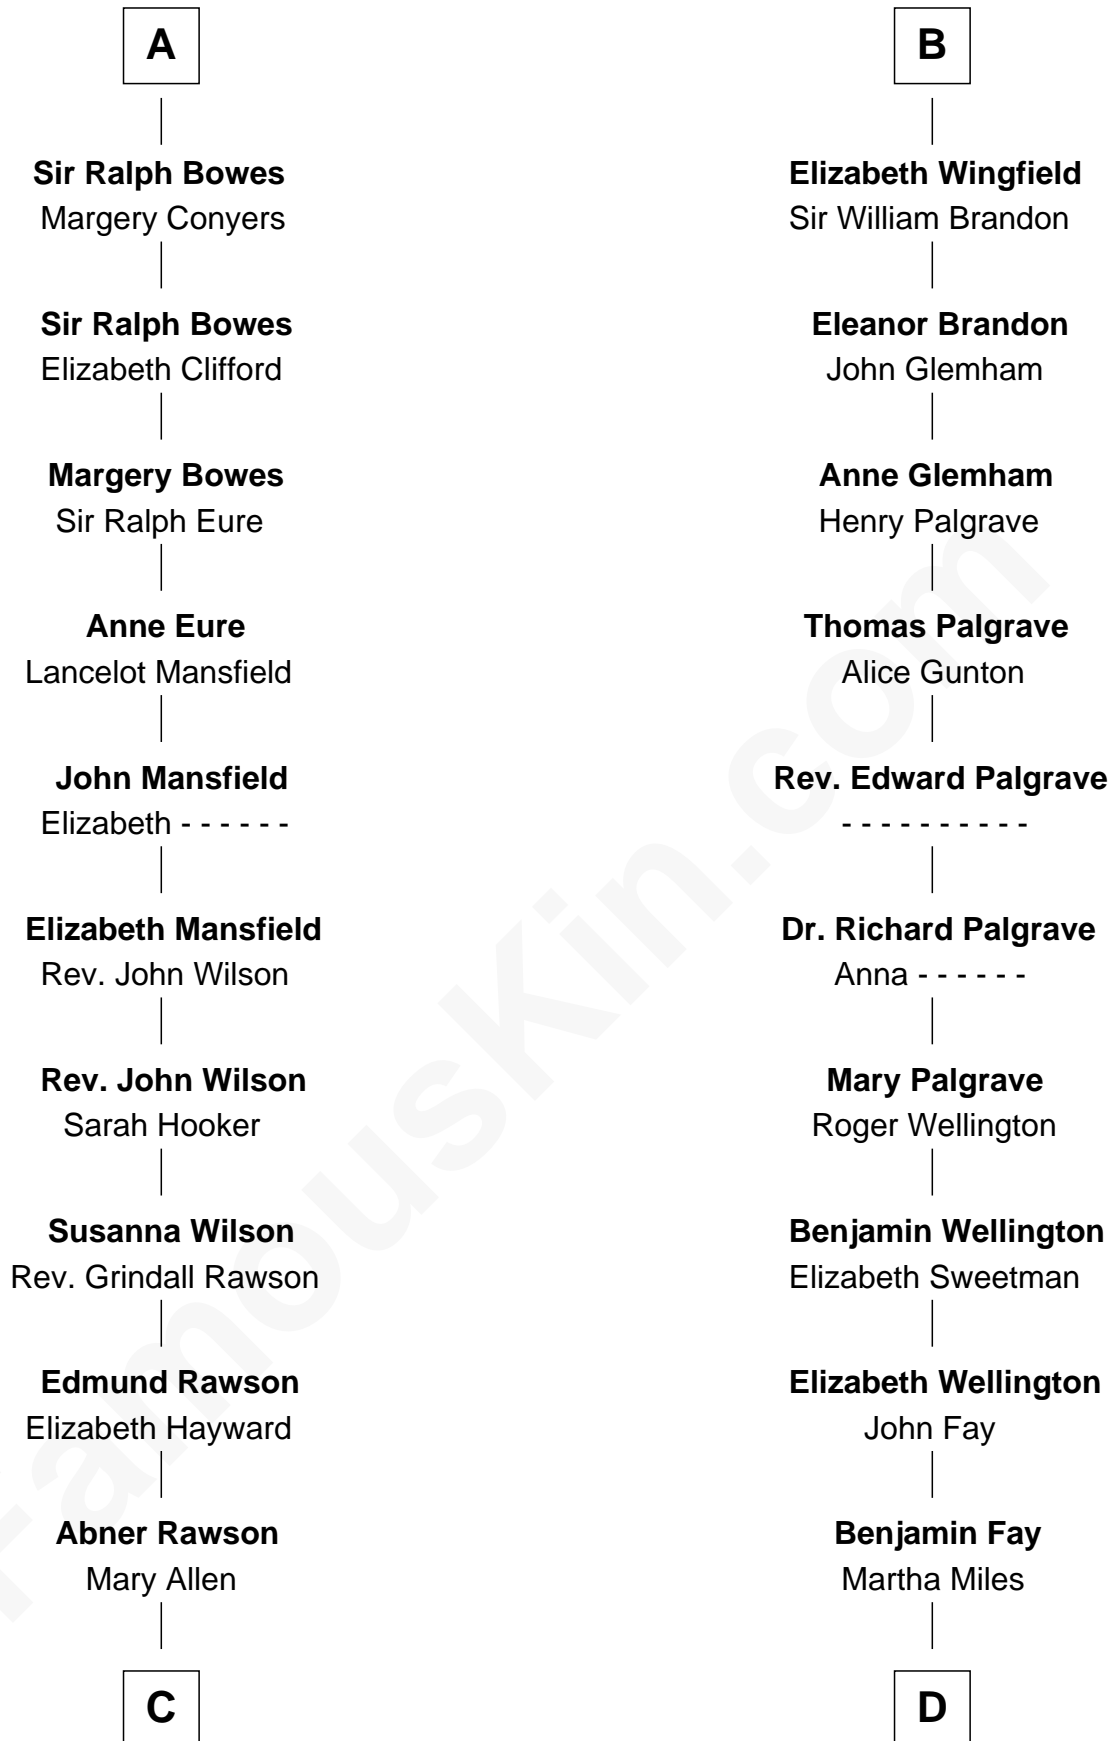 A
Sir Ralph Bowes
Margery Conyers
Sir Ralph Bowes
Elizabeth Clifford
Margery Bowes
Sir Ralph Eure
Anne Eure
Lancelot Mansfield
John Mansfield
Elizabeth - - - - - -
Elizabeth Mansfield
Rev. John Wilson
Rev. John Wilson
Sarah Hooker
Susanna Wilson
Rev. Grindall Rawson
Edmund Rawson
Elizabeth Hayward
Abner Rawson
Mary Allen
C
B
Elizabeth Wingfield
Sir William Brandon
Eleanor Brandon
John Glemham
Anne Glemham
Henry Palgrave
Thomas Palgrave
Alice Gunton
Rev. Edward Palgrave
- - - - - - - - - -
Dr. Richard Palgrave
Anna - - - - - -
Mary Palgrave
Roger Wellington
Benjamin Wellington
Elizabeth Sweetman
Elizabeth Wellington
John Fay
Benjamin Fay
Martha Miles
D
FamousKin.com